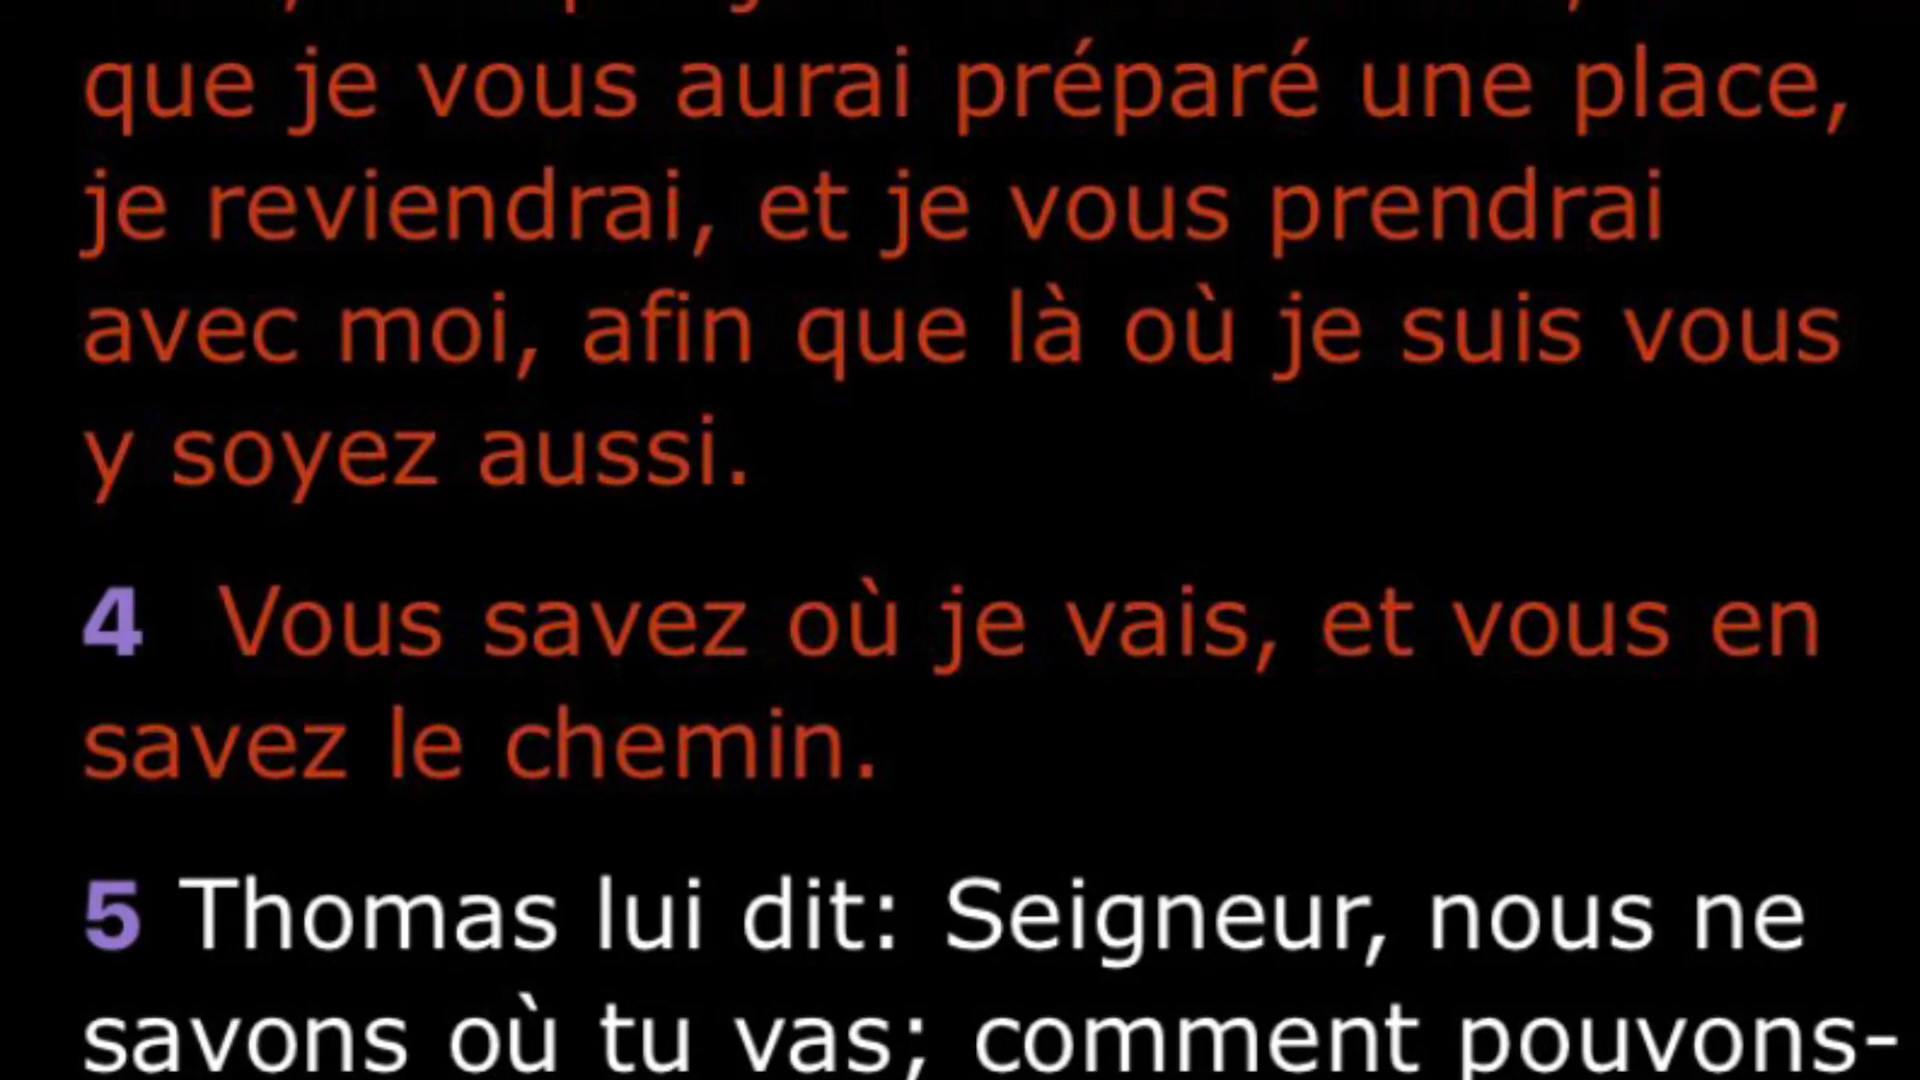 que je vous aurai préparé une place,
je reviendrai, et je vous prendrai
avec moi, afin que là où je suis vous
y soyez aussi.
4 Vous savez où je vais, et vous en
savez le chemin.
5 Thomas lui dit: Seigneur, nous ne
savons où tu vas; comment pouvons-